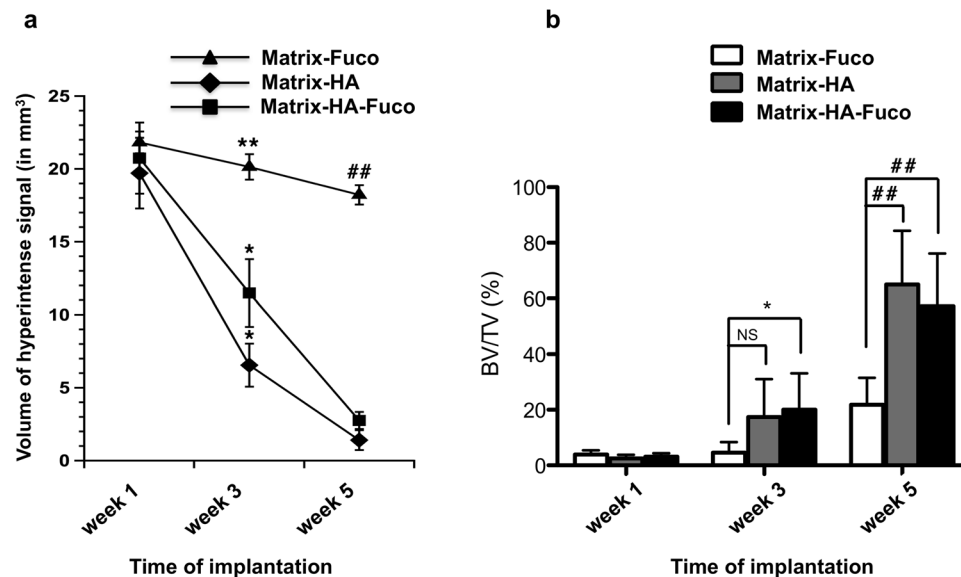 a
Matrix-Fuco
Matrix-HA
Matrix-HA-Fuco
Volume of hyperintense signal (in mm³)
25
20
15
10
5
0
**
##
*
*
week 1
week 3
week 5
Time of implantation
b
Matrix-Fuco
Matrix-HA
Matrix-HA-Fuco
BV/TV (%)
100
80
60
40
20
0
##
##
*
NS
week 1
week 3
week 5
Time of implantation